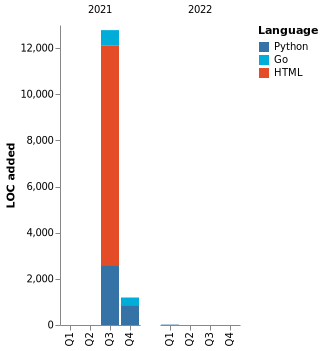 2021 2022
Language
Python
Go
HTML
LOC added
12,000
10,000
8,000
6,000
4,000
2,000
0
Q1 Q2 Q3 Q4 Q1 Q2 Q3 Q4